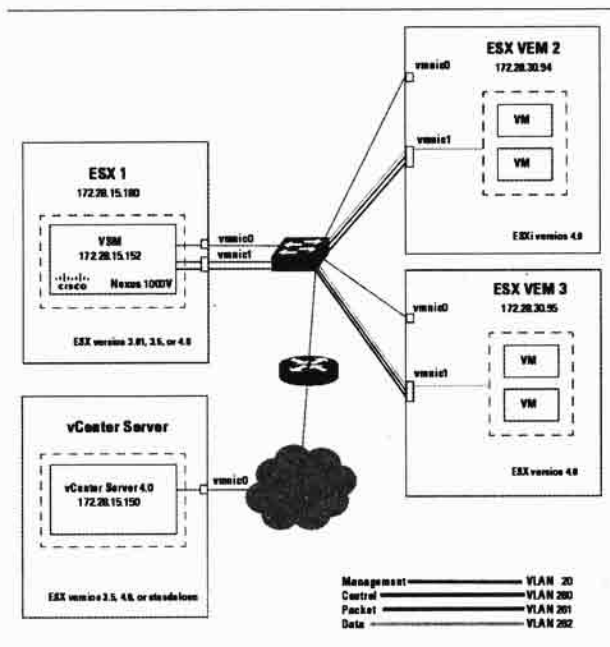 ESX 1
172.28.15.180
VSM
172.28.15.152
CISCO
Nexus 1000V
vmnic0
vmnic1
ESX version 3.01, 3.5, or 4.0
vCenter Server
vCenter Server 4.0
172.28.15.150
vmnic0
ESX version 3.5, 4.0, or standalone
ESX VEM 2
172.28.30.94
vmnic0
vmnic1
VM
VM
ESXi version 4.0
ESX VEM 3
172.28.30.95
vmnic0
vmnic1
VM
VM
ESX version 4.0
Management VLAN 20
Control VLAN 260
Packet VLAN 261
Data VLAN 262